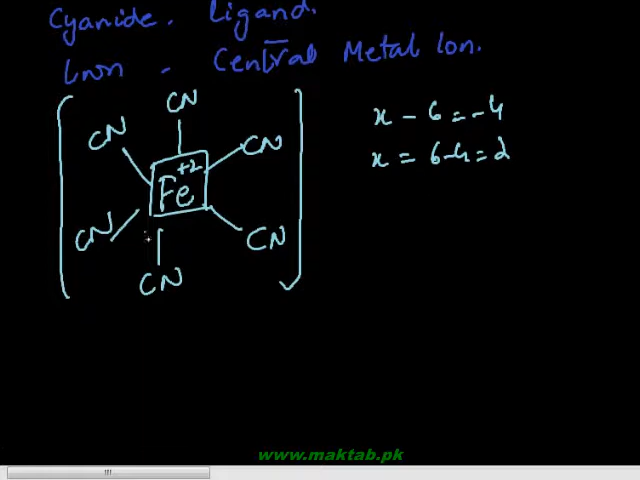 Cyanide. Ligand.
Iron - Central Metal Ion.
CN
CN
CN
x - 6 = -4
Fe+2
x = 6-4=2
CN
CN
CN
www.maktab.pk